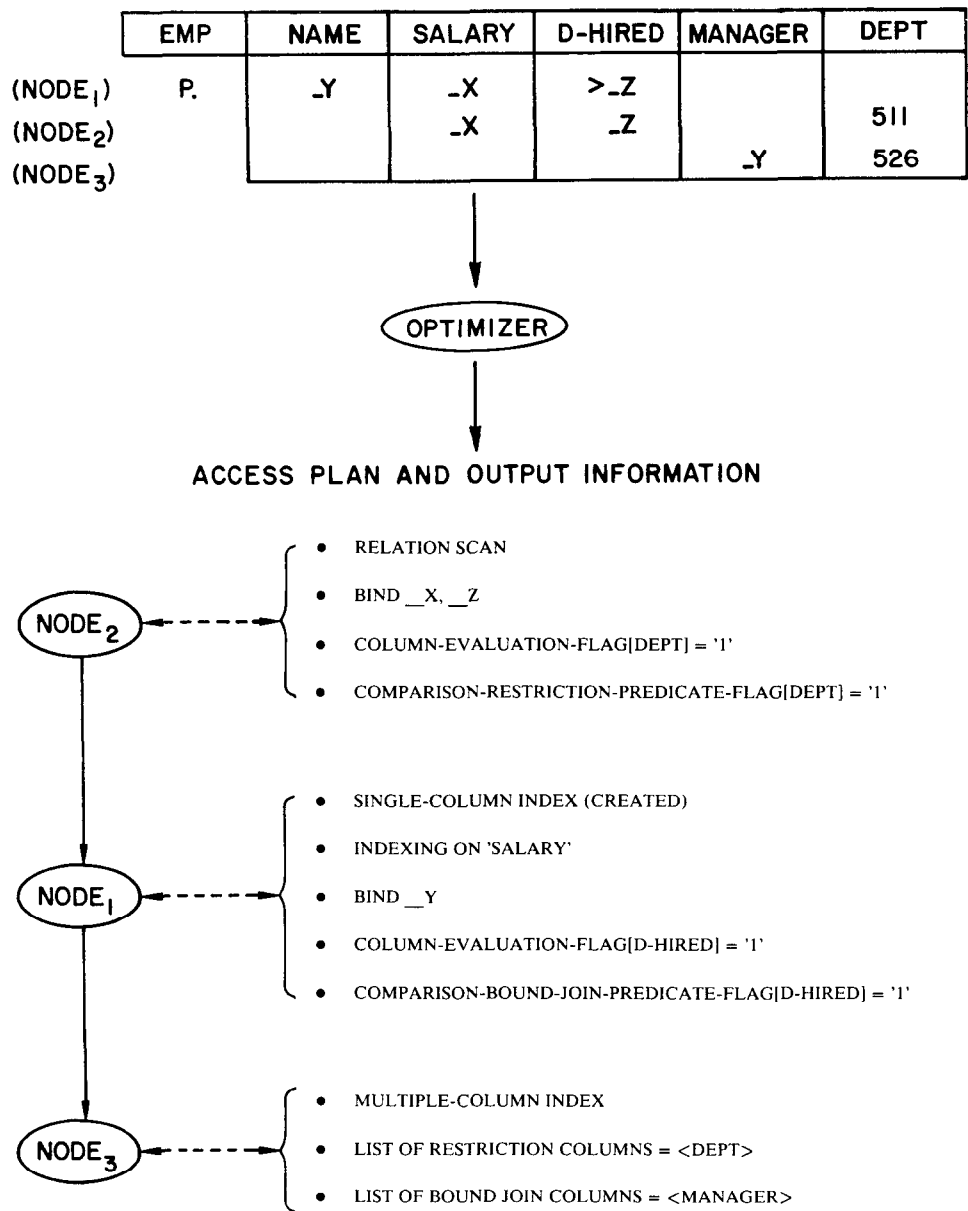 EMP NAME SALARY D-HIRED MANAGER DEPT
(NODE₁) P. _Y _X >_Z
(NODE₂) _X _Z 511
(NODE₃) _Y 526
OPTIMIZER
ACCESS PLAN AND OUTPUT INFORMATION
NODE₂
• RELATION SCAN
• BIND __X, __Z
• COLUMN-EVALUATION-FLAG[DEPT] = '1'
• COMPARISON-RESTRICTION-PREDICATE-FLAG[DEPT] = '1'
NODE₁
• SINGLE-COLUMN INDEX (CREATED)
• INDEXING ON 'SALARY'
• BIND __Y
• COLUMN-EVALUATION-FLAG[D-HIRED] = '1'
• COMPARISON-BOUND-JOIN-PREDICATE-FLAG[D-HIRED] = '1'
NODE₃
• MULTIPLE-COLUMN INDEX
• LIST OF RESTRICTION COLUMNS = <DEPT>
• LIST OF BOUND JOIN COLUMNS = <MANAGER>